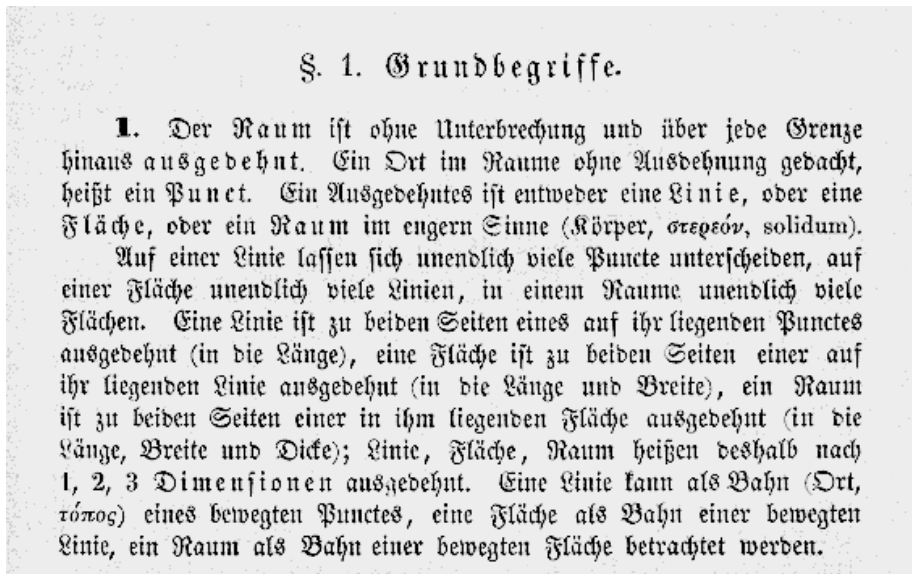 §. 1. Grundbegriffe.
1. Der Raum ist ohne Unterbrechung und über jede Grenze
hinaus ausgedehnt. Ein Ort im Raume ohne Ausdehnung gedacht,
heißt ein Punct. Ein Ausgedehntes ist entweder eine Linie, oder eine
Fläche, oder ein Raum im engern Sinne (Körper, στερεόν, solidum).
Auf einer Linie lassen sich unendlich viele Puncte unterscheiden, auf
einer Fläche unendlich viele Linien, in einem Raume unendlich viele
Flächen. Eine Linie ist zu beiden Seiten eines auf ihr liegenden Punctes
ausgedehnt (in die Länge), eine Fläche ist zu beiden Seiten einer auf
ihr liegenden Linie ausgedehnt (in die Länge und Breite), ein Raum
ist zu beiden Seiten einer in ihm liegenden Fläche ausgedehnt (in die
Länge, Breite und Dicke); Linie, Fläche, Raum heißen deshalb nach
1, 2, 3 Dimensionen ausgedehnt. Eine Linie kann als Bahn (Ort,
τόπος) eines bewegten Punctes, eine Fläche als Bahn einer bewegten
Linie, ein Raum als Bahn einer bewegten Fläche betrachtet werden.